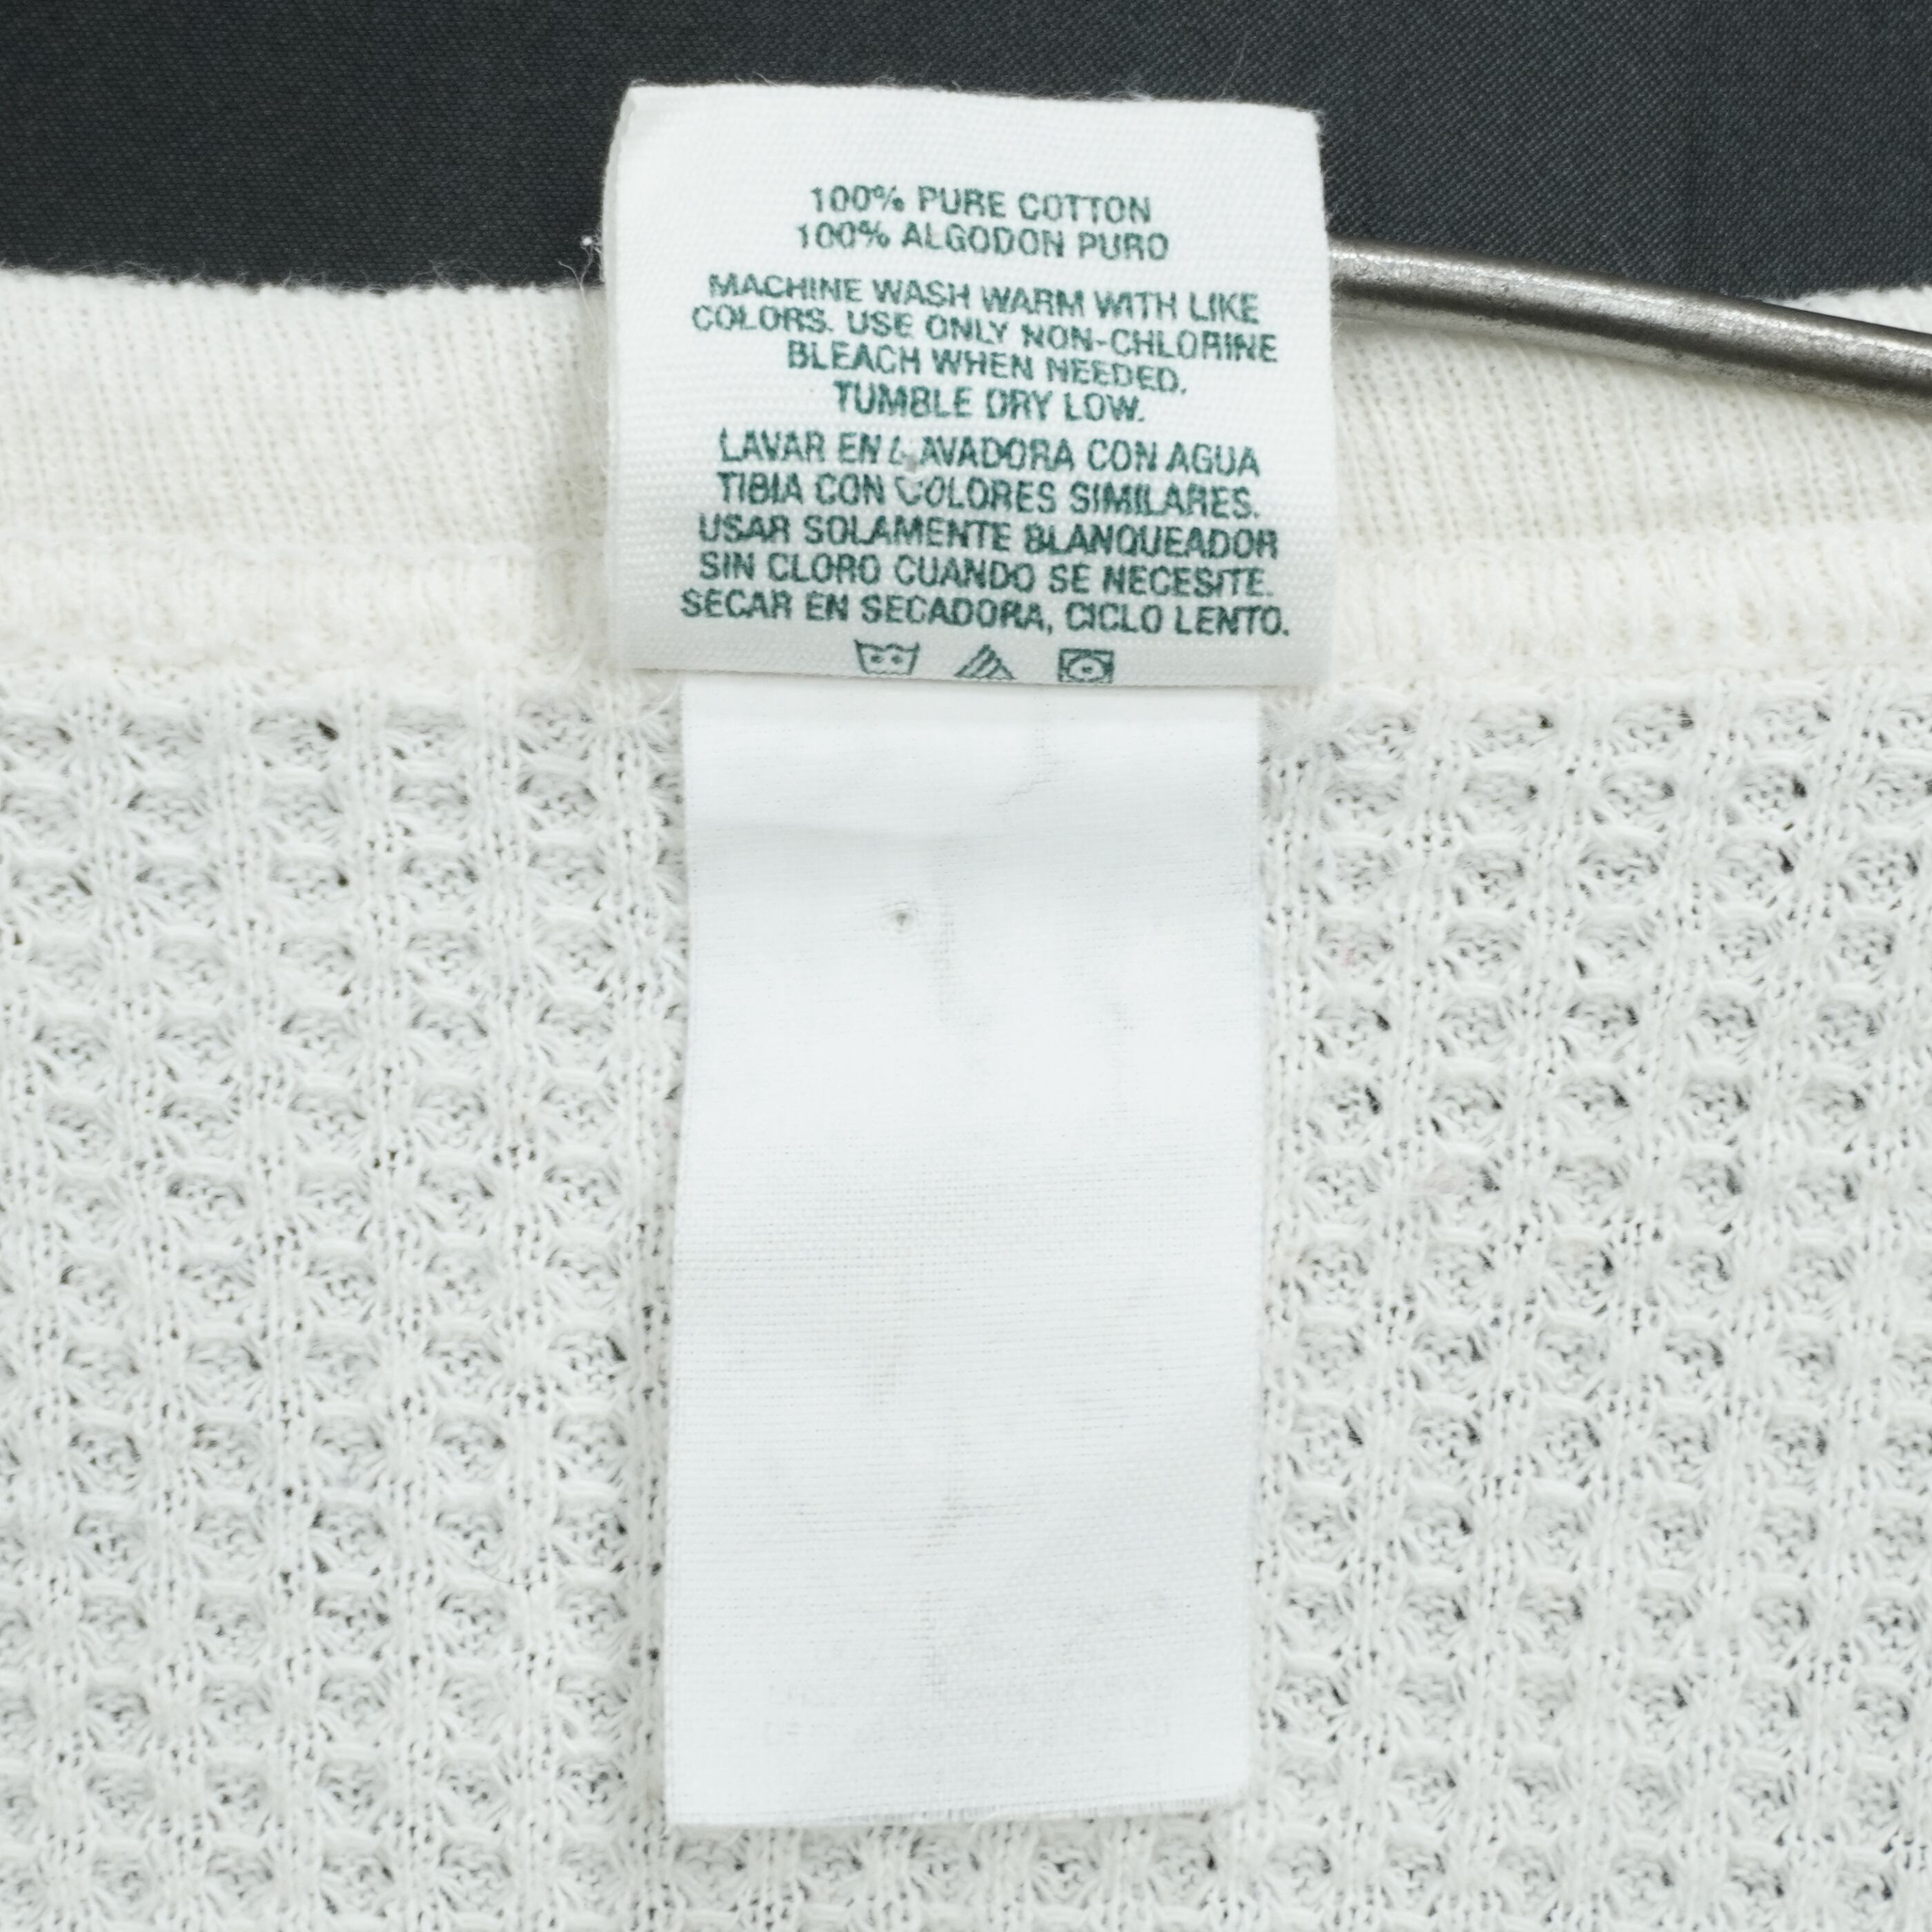 100% PURE COTTON
100% ALGODON PURO
MACHINE WASH WARM WITH LIKE
COLORS. USE ONLY NON-CHLORINE
BLEACH WHEN NEEDED.
TUMBLE DRY LOW.
LAVAR EN LAVADORA CON AGUA
TIBIA CON COLORES SIMILARES.
USAR SOLAMENTE BLANQUEADOR
SIN CLORO CUANDO SE NECESITE.
SECAR EN SECADORA, CICLO LENTO.